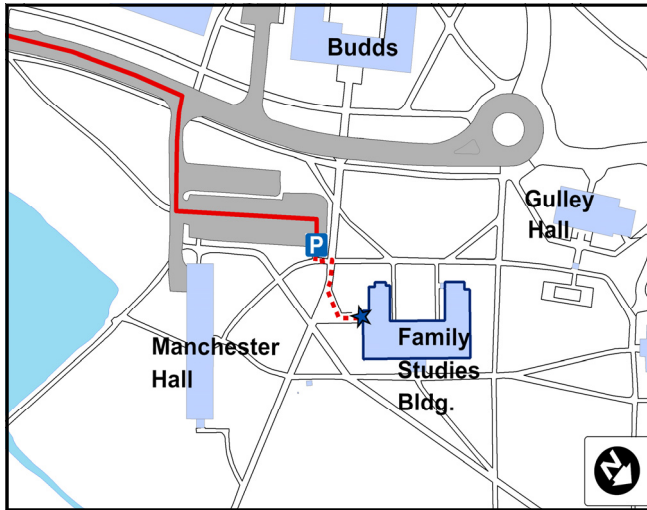 Budds
Gulley
Hall
P
Manchester
Hall
Family
Studies
Bldg.
N